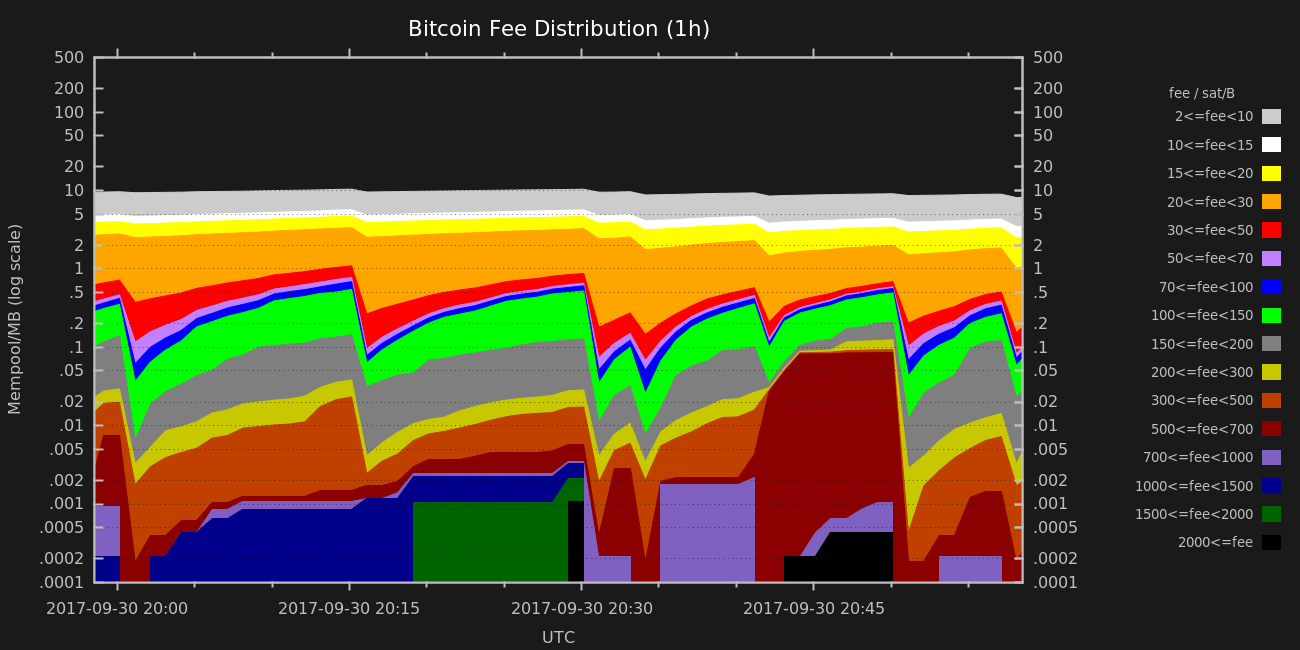 Bitcoin Fee Distribution (1h)
500 500
200 200
100 100
50 50
20 20
10 10
5 5
2 2
1 1
.5 .5
.2 .2
.1 .1
.05 .05
.02 .02
.01 .01
.005 .005
.002 .002
.001 .001
.0005 .0005
.0002 .0002
.0001 .0001
Mempool/MB (log scale)
2017-09-30 20:00 2017-09-30 20:15 2017-09-30 20:30 2017-09-30 20:45
UTC
fee / sat/B
2<=fee<10
10<=fee<15
15<=fee<20
20<=fee<30
30<=fee<50
50<=fee<70
70<=fee<100
100<=fee<150
150<=fee<200
200<=fee<300
300<=fee<500
500<=fee<700
700<=fee<1000
1000<=fee<1500
1500<=fee<2000
2000<=fee